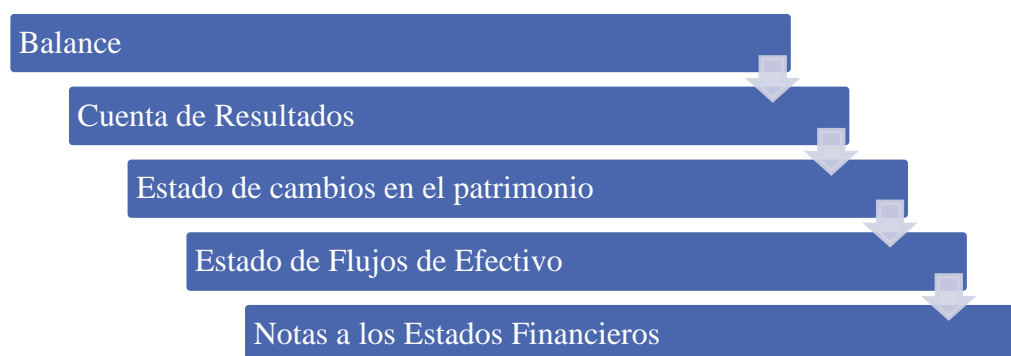 Balance
Cuenta de Resultados
Estado de cambios en el patrimonio
Estado de Flujos de Efectivo
Notas a los Estados Financieros